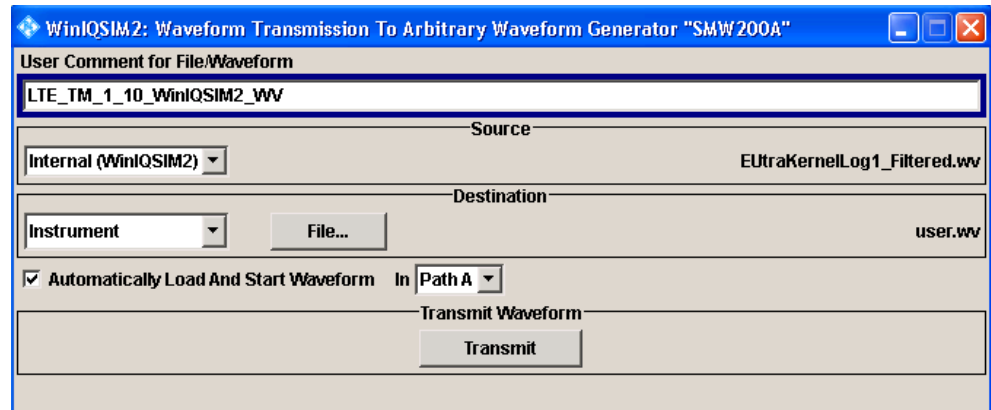 WinIQSIM2: Waveform Transmission To Arbitrary Waveform Generator "SMW200A"
User Comment for File/Waveform
LTE_TM_1_10_WinIQSIM2_WV
Source
Internal (WinIQSIM2) EUtraKernelLog1_Filtered.wv
Destination
Instrument File... user.wv
Automatically Load And Start Waveform In Path A
Transmit Waveform
Transmit